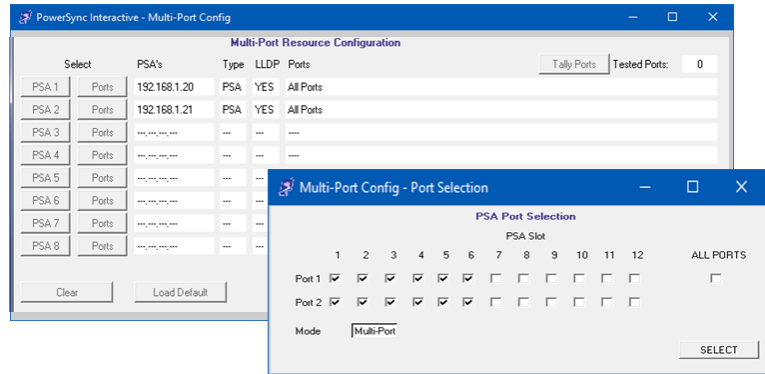 PowerSync Interactive - Multi-Port Config
Multi-Port Resource Configuration
Select PSA's Type LLDP Ports Tally Ports Tested Ports: 0
PSA 1 Ports 192.168.1.20 PSA YES All Ports
PSA 2 Ports 192.168.1.21 PSA YES All Ports
PSA 3 Ports ---.---.---.--- --- --- ----
PSA 4 Ports ---.---.---.--- --- --- ----
PSA 5 Ports ---.---.---.--- --- ---
PSA 6 Ports ---.---.---.--- --- ---
PSA 7 Ports ---.---.---.--- --- ---
PSA 8 Ports ---.---.---.--- --- ---
Clear Load Default
Multi-Port Config - Port Selection
PSA Port Selection
PSA Slot
1 2 3 4 5 6 7 8 9 10 11 12 ALL PORTS
Port 1
Port 2
Mode Multi-Port
SELECT